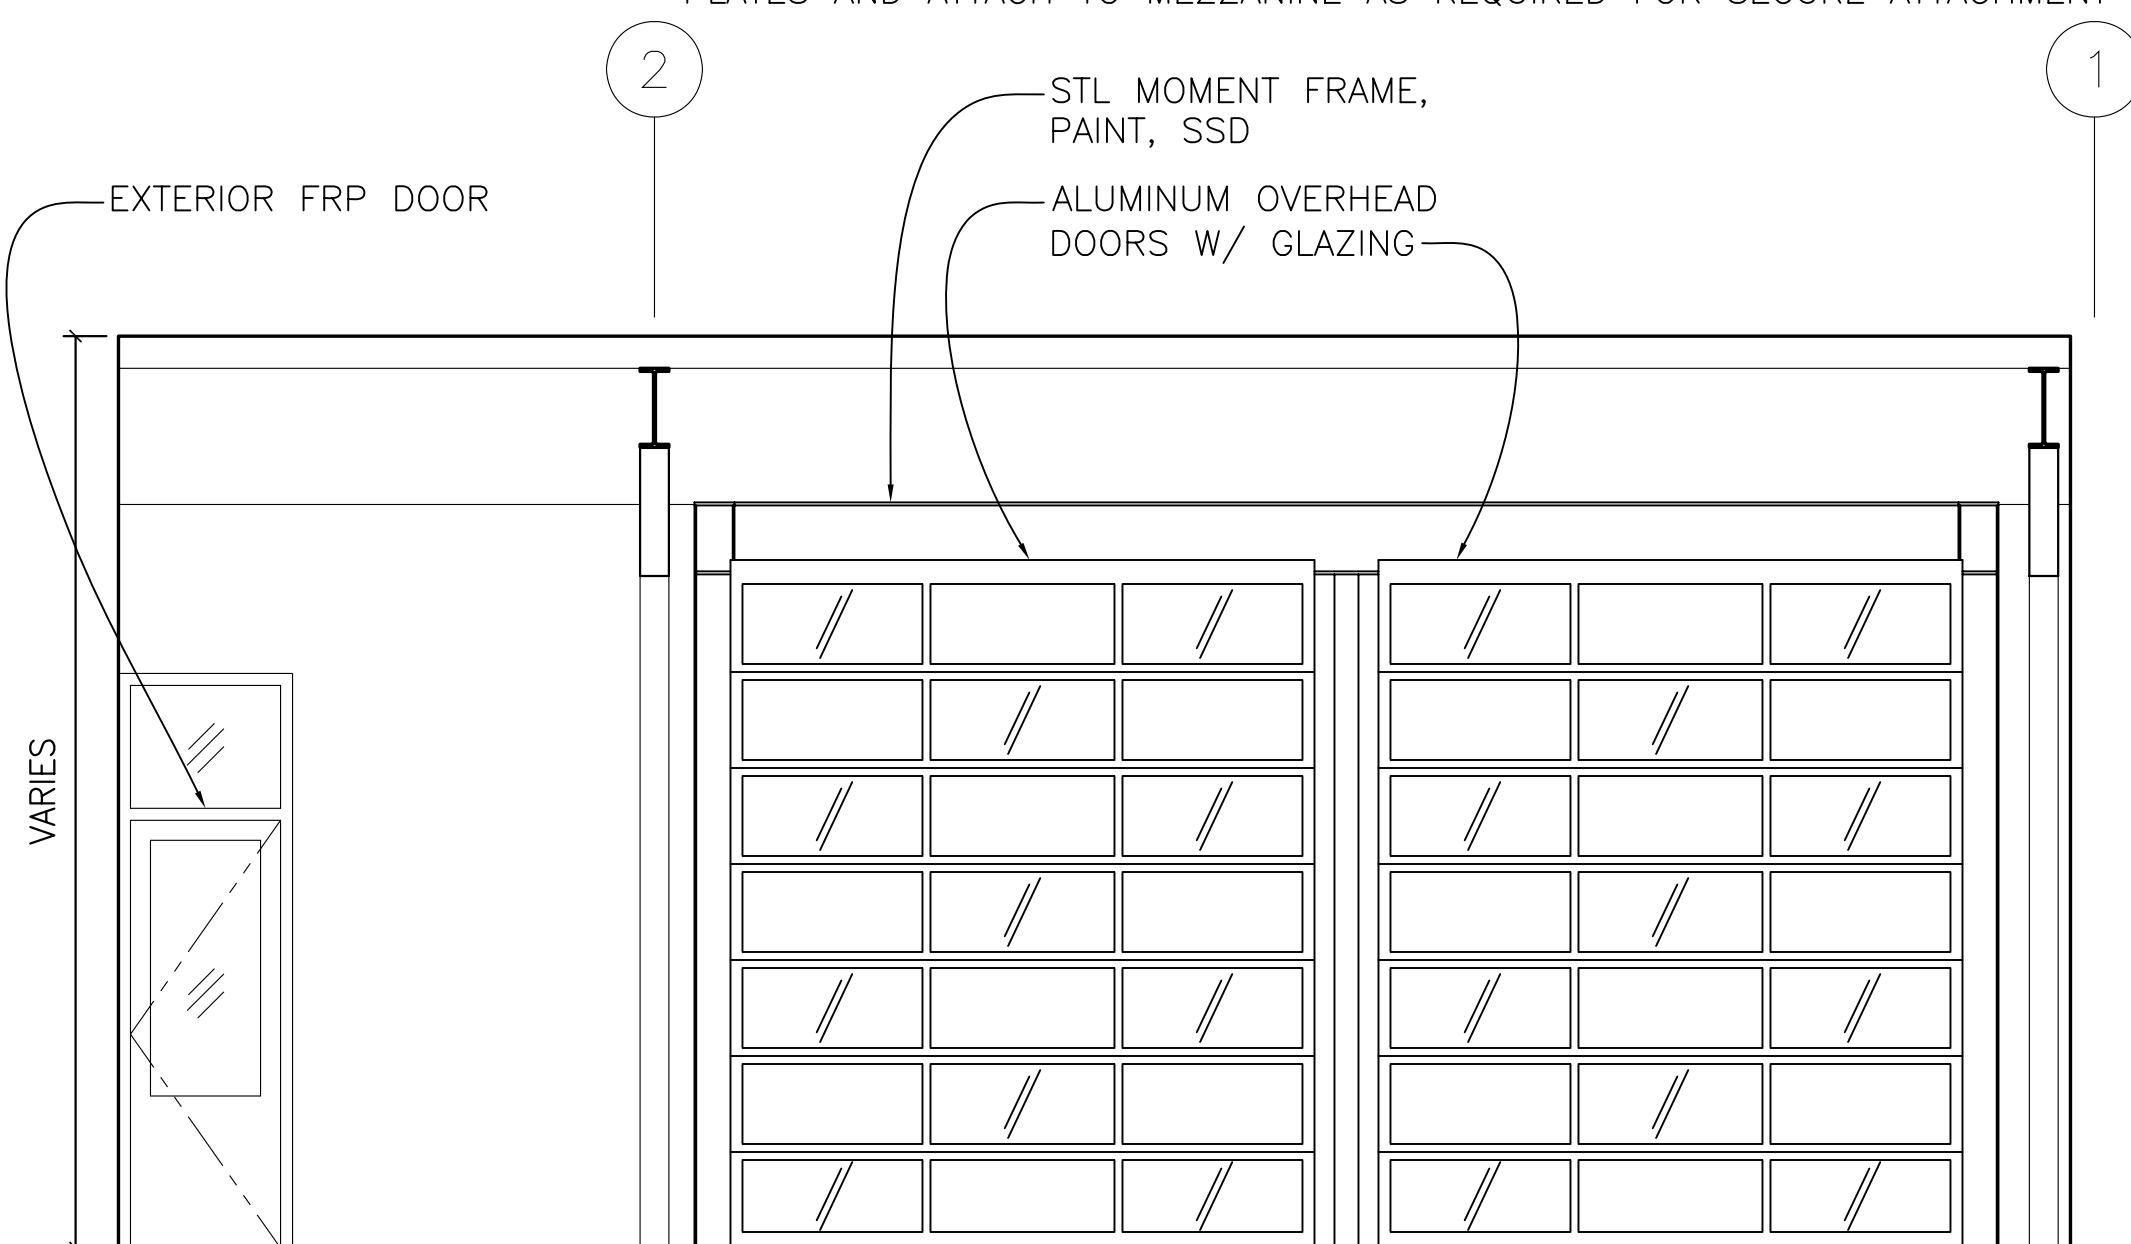 PLATES AND ATTACH TO MEZZANINE AS REQUIRED FOR SECURE ATTACHMENT
2
1
STL MOMENT FRAME,
PAINT, SSD
EXTERIOR FRP DOOR
ALUMINUM OVERHEAD
DOORS W/ GLAZING
VARIES